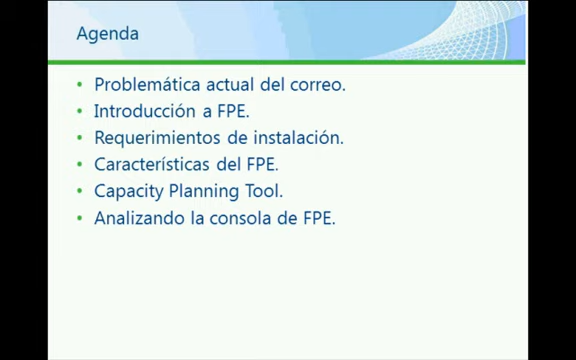 Agenda
• Problemática actual del correo.
• Introducción a FPE.
• Requerimientos de instalación.
• Características del FPE.
• Capacity Planning Tool.
• Analizando la consola de FPE.